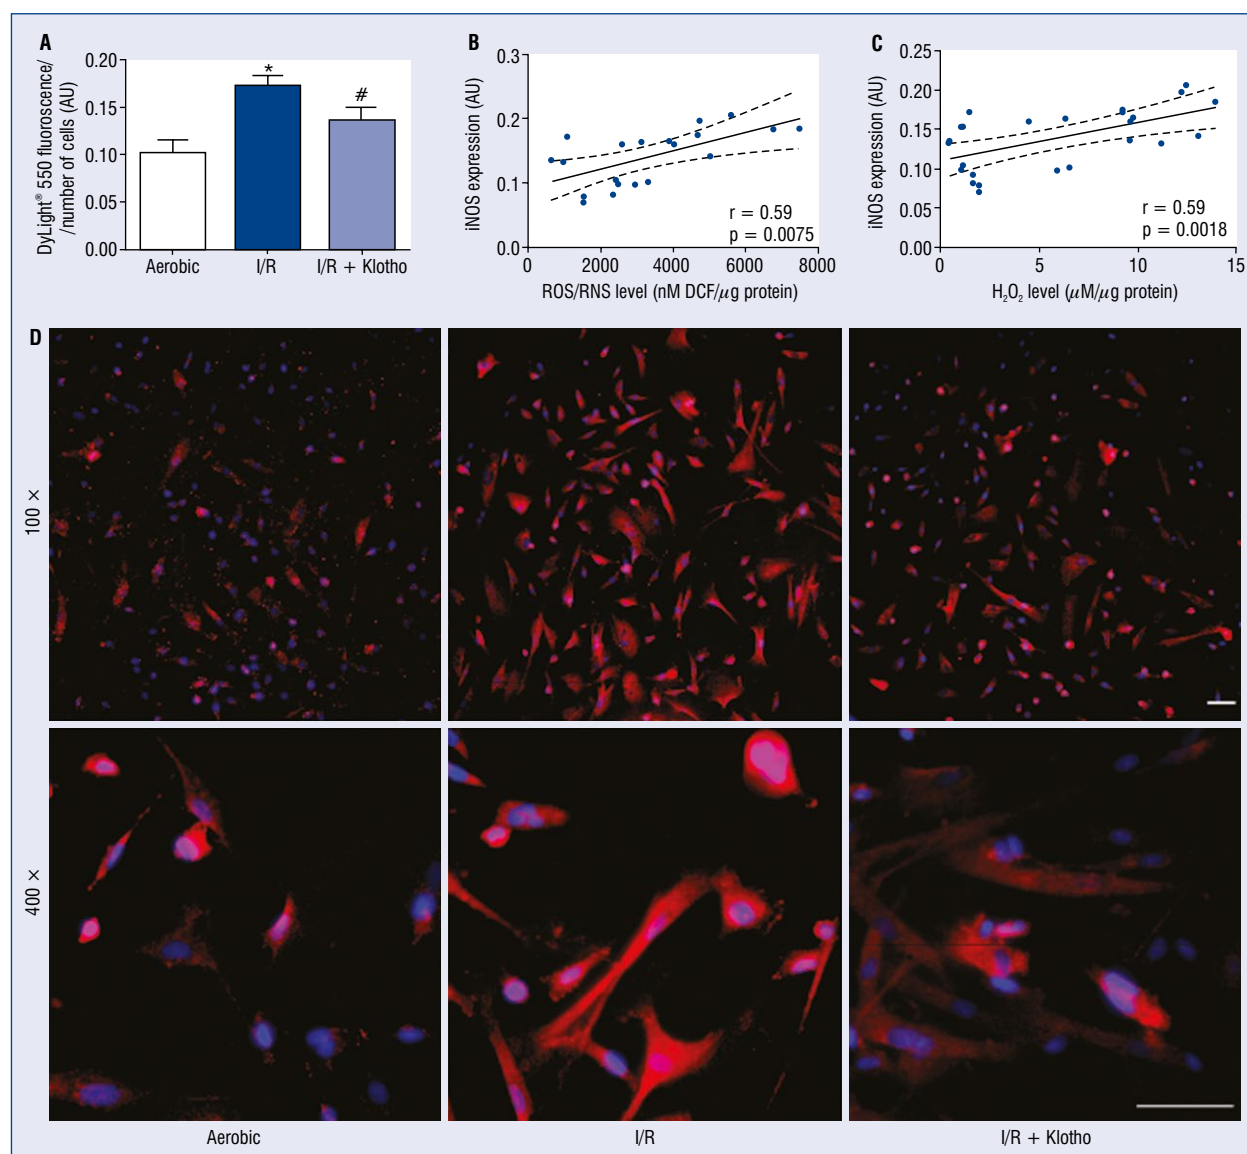 A
DyLight® 550 fluorescence/
/number of cells (AU)
0.20
0.15
0.10
0.05
0.00
*
#
Aerobic
I/R
I/R + Klotho
B
iNOS expression (AU)
0.3
0.2
0.1
0.0
r = 0.59
p = 0.0075
0
2000
4000
6000
8000
ROS/RNS level (nM DCF/µg protein)
C
iNOS expression (AU)
0.25
0.20
0.15
0.10
0.05
0.00
r = 0.59
p = 0.0018
0
5
10
15
H₂O₂ level (µM/µg protein)
D
100 ×
400 ×
Aerobic
I/R
I/R + Klotho